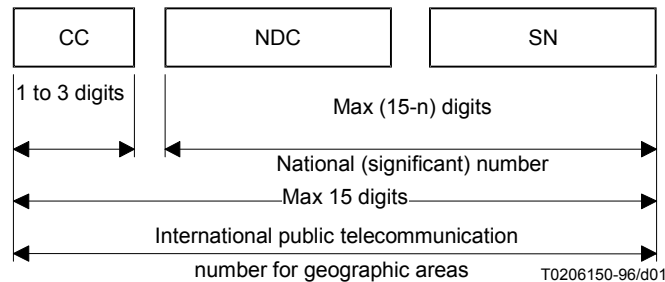 CC NDC SN
1 to 3 digits
Max (15-n) digits
National (significant) number
Max 15 digits
International public telecommunication
number for geographic areas
T0206150-96/d01